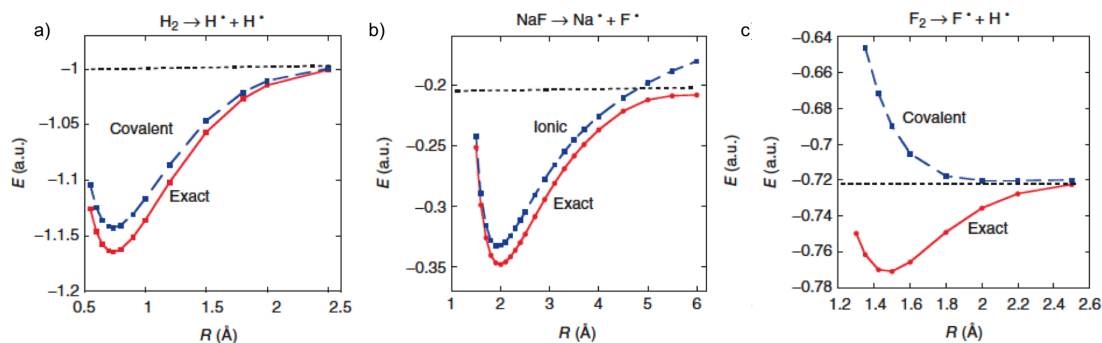 a)
H₂ → H• + H•
−1
−1.05
−1.1
−1.15
−1.2
E (a.u.)
Covalent
Exact
0.5 1 1.5 2 2.5
R (Å)
b)
NaF → Na• + F•
−0.2
−0.25
−0.3
−0.35
E (a.u.)
Ionic
Exact
1 2 3 4 5 6
R (Å)
c)
F₂ → F• + H•
−0.64
−0.66
−0.68
−0.7
−0.72
−0.74
−0.76
−0.78
E (a.u.)
E (a.u.)
Covalent
Exact
1.2 1.4 1.6 1.8 2 2.2 2.4
R (Å)